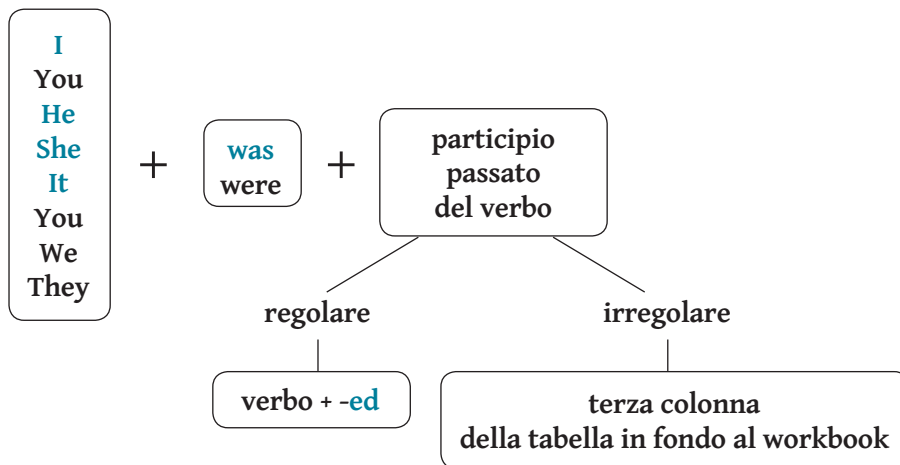 I
You
He
She
It
You
We
They
+
was
were
+
participio
passato
del verbo
regolare
irregolare
verbo + -ed
terza colonna
della tabella in fondo al workbook